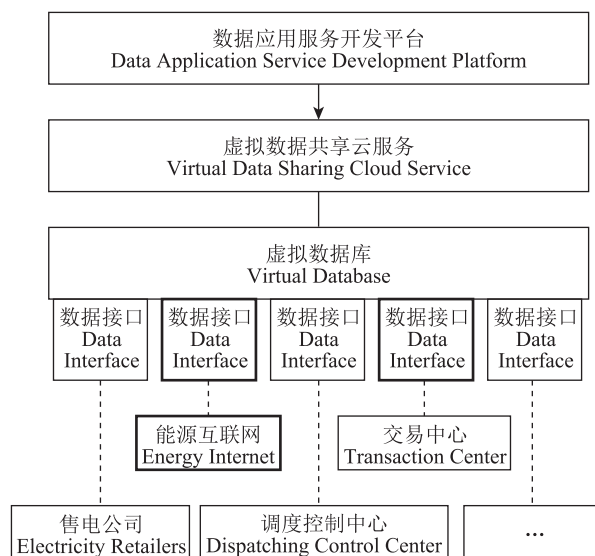 数据应用服务开发平台
Data Application Service Development Platform
虚拟数据共享云服务
Virtual Data Sharing Cloud Service
虚拟数据库
Virtual Database
数据接口
Data
Interface
数据接口
Data
Interface
数据接口
Data
Interface
数据接口
Data
Interface
数据接口
Data
Interface
能源互联网
Energy Internet
交易中心
Transaction Center
售电公司
Electricity Retailers
调度控制中心
Dispatching Control Center
...